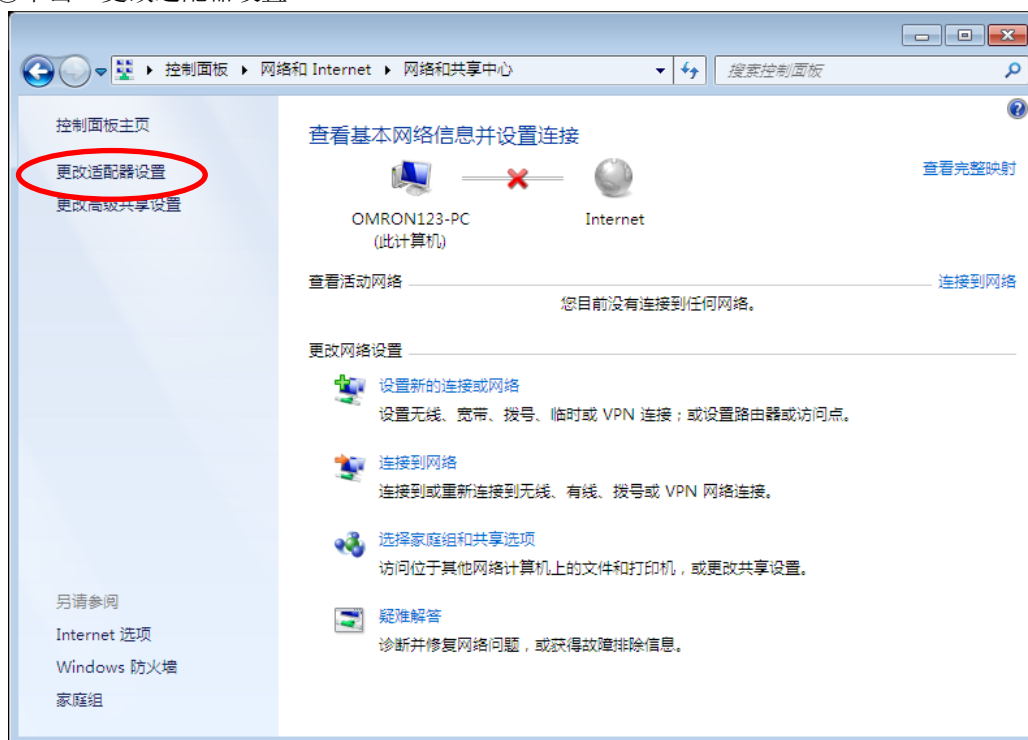 单击"更改适配器设置"
控制面板 ▸ 网络和 Internet ▸ 网络和共享中心
搜索控制面板
控制面板主页
更改适配器设置
更改高级共享设置
查看基本网络信息并设置连接
查看完整映射
OMRON123-PC
(此计算机)
Internet
查看活动网络
连接到网络
您目前没有连接到任何网络。
更改网络设置
设置新的连接或网络
设置无线、宽带、拨号、临时或 VPN 连接；或设置路由器或访问点。
连接到网络
连接到或重新连接到无线、有线、拨号或 VPN 网络连接。
选择家庭组和共享选项
访问位于其他网络计算机上的文件和打印机，或更改共享设置。
疑难解答
诊断并修复网络问题，或获得故障排除信息。
另请参阅
Internet 选项
Windows 防火墙
家庭组